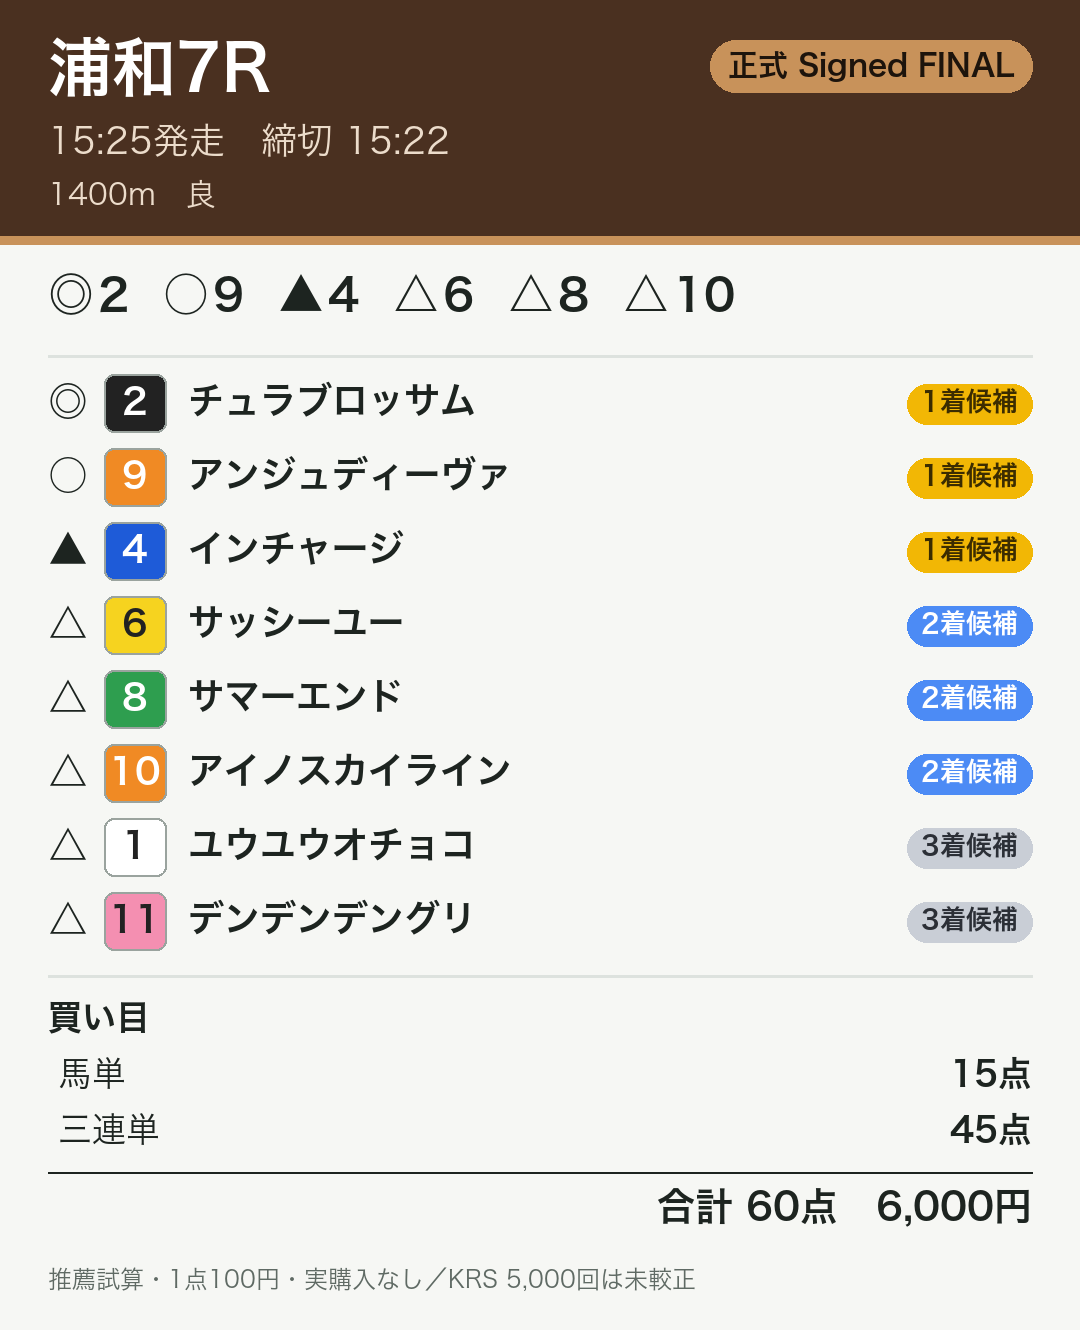 浦和7R
正式 Signed FINAL
15:25発走　締切 15:22
1400m　良
◎2 ○9 ▲4 △6 △8 △10
◎ 2 チュラブロッサム 1着候補
○ 9 アンジュディーヴァ 1着候補
▲ 4 インチャージ 1着候補
△ 6 サッシーユー 2着候補
△ 8 サマーエンド 2着候補
△ 10 アイノスカイライン 2着候補
△ 1 ユウユウオチョコ 3着候補
△ 11 デンデンデングリ 3着候補
買い目
馬単 15点
三連単 45点
合計 60点　6,000円
推薦試算・1点100円・実購入なし／KRS 5,000回は未較正